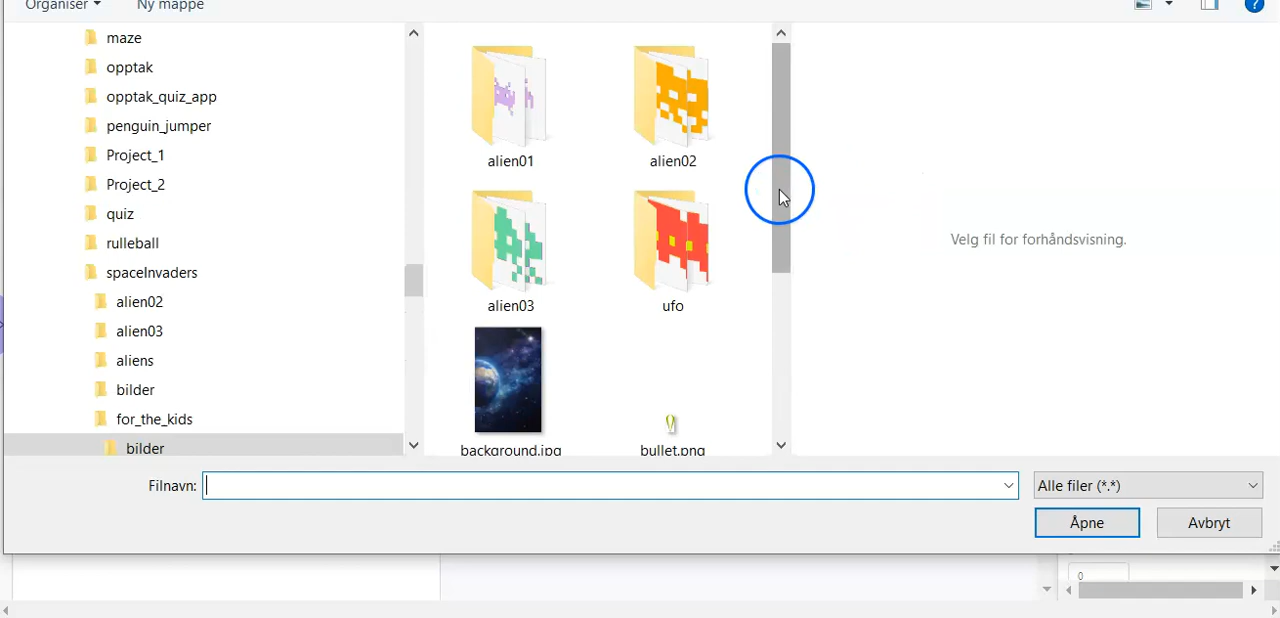 Organiser
Ny mappe
maze
opptak
opptak_quiz_app
penguin_jumper
Project_1
Project_2
quiz
rulleball
spaceInvaders
alien02
alien03
aliens
bilder
for_the_kids
bilder
alien01
alien02
alien03
ufo
background.jpg
bullet.png
Velg fil for forhåndsvisning.
Filnavn:
Alle filer (*.*)
Åpne
Avbryt
0